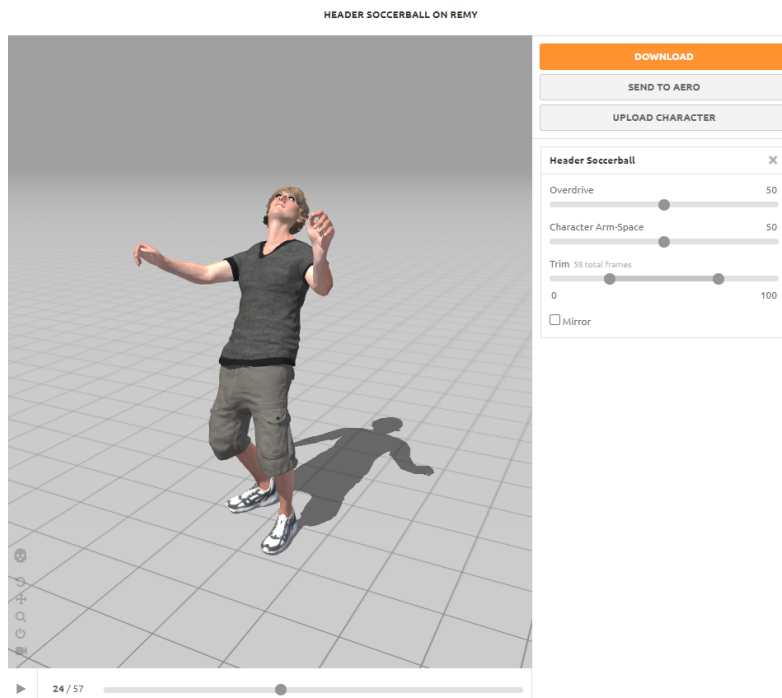 HEADER SOCCERBALL ON REMY
DOWNLOAD
SEND TO AERO
UPLOAD CHARACTER
Header Soccerball
Overdrive 50
Character Arm-Space 50
Trim 58 total frames
0 100
Mirror
24 / 57